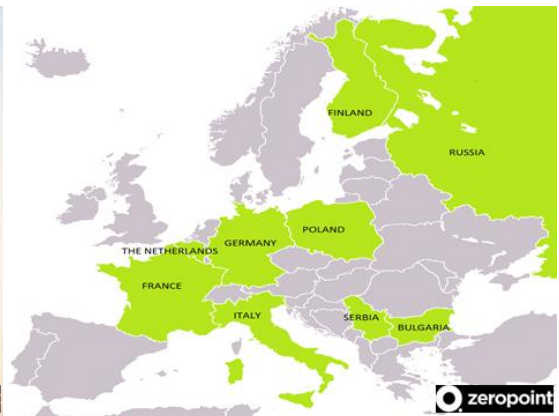 FINLAND
RUSSIA
POLAND
GERMANY
THE NETHERLANDS
FRANCE
ITALY
SERBIA
BULGARIA
zeropoint